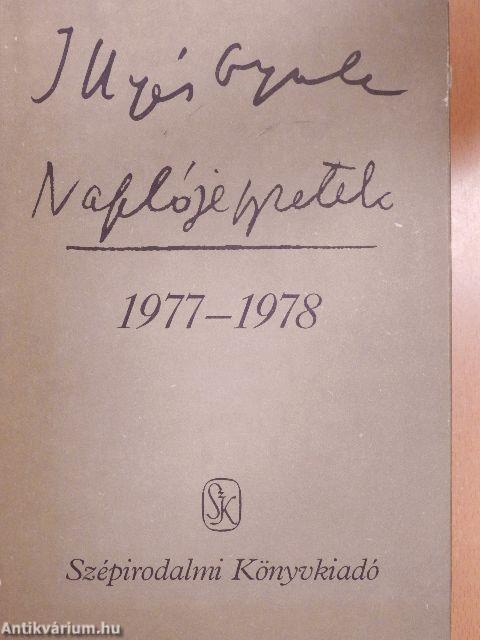 Illyés Gyula
Naplójegyzetek
1977–1978
SzK
Szépirodalmi Könyvkiadó
Antikvárium.hu